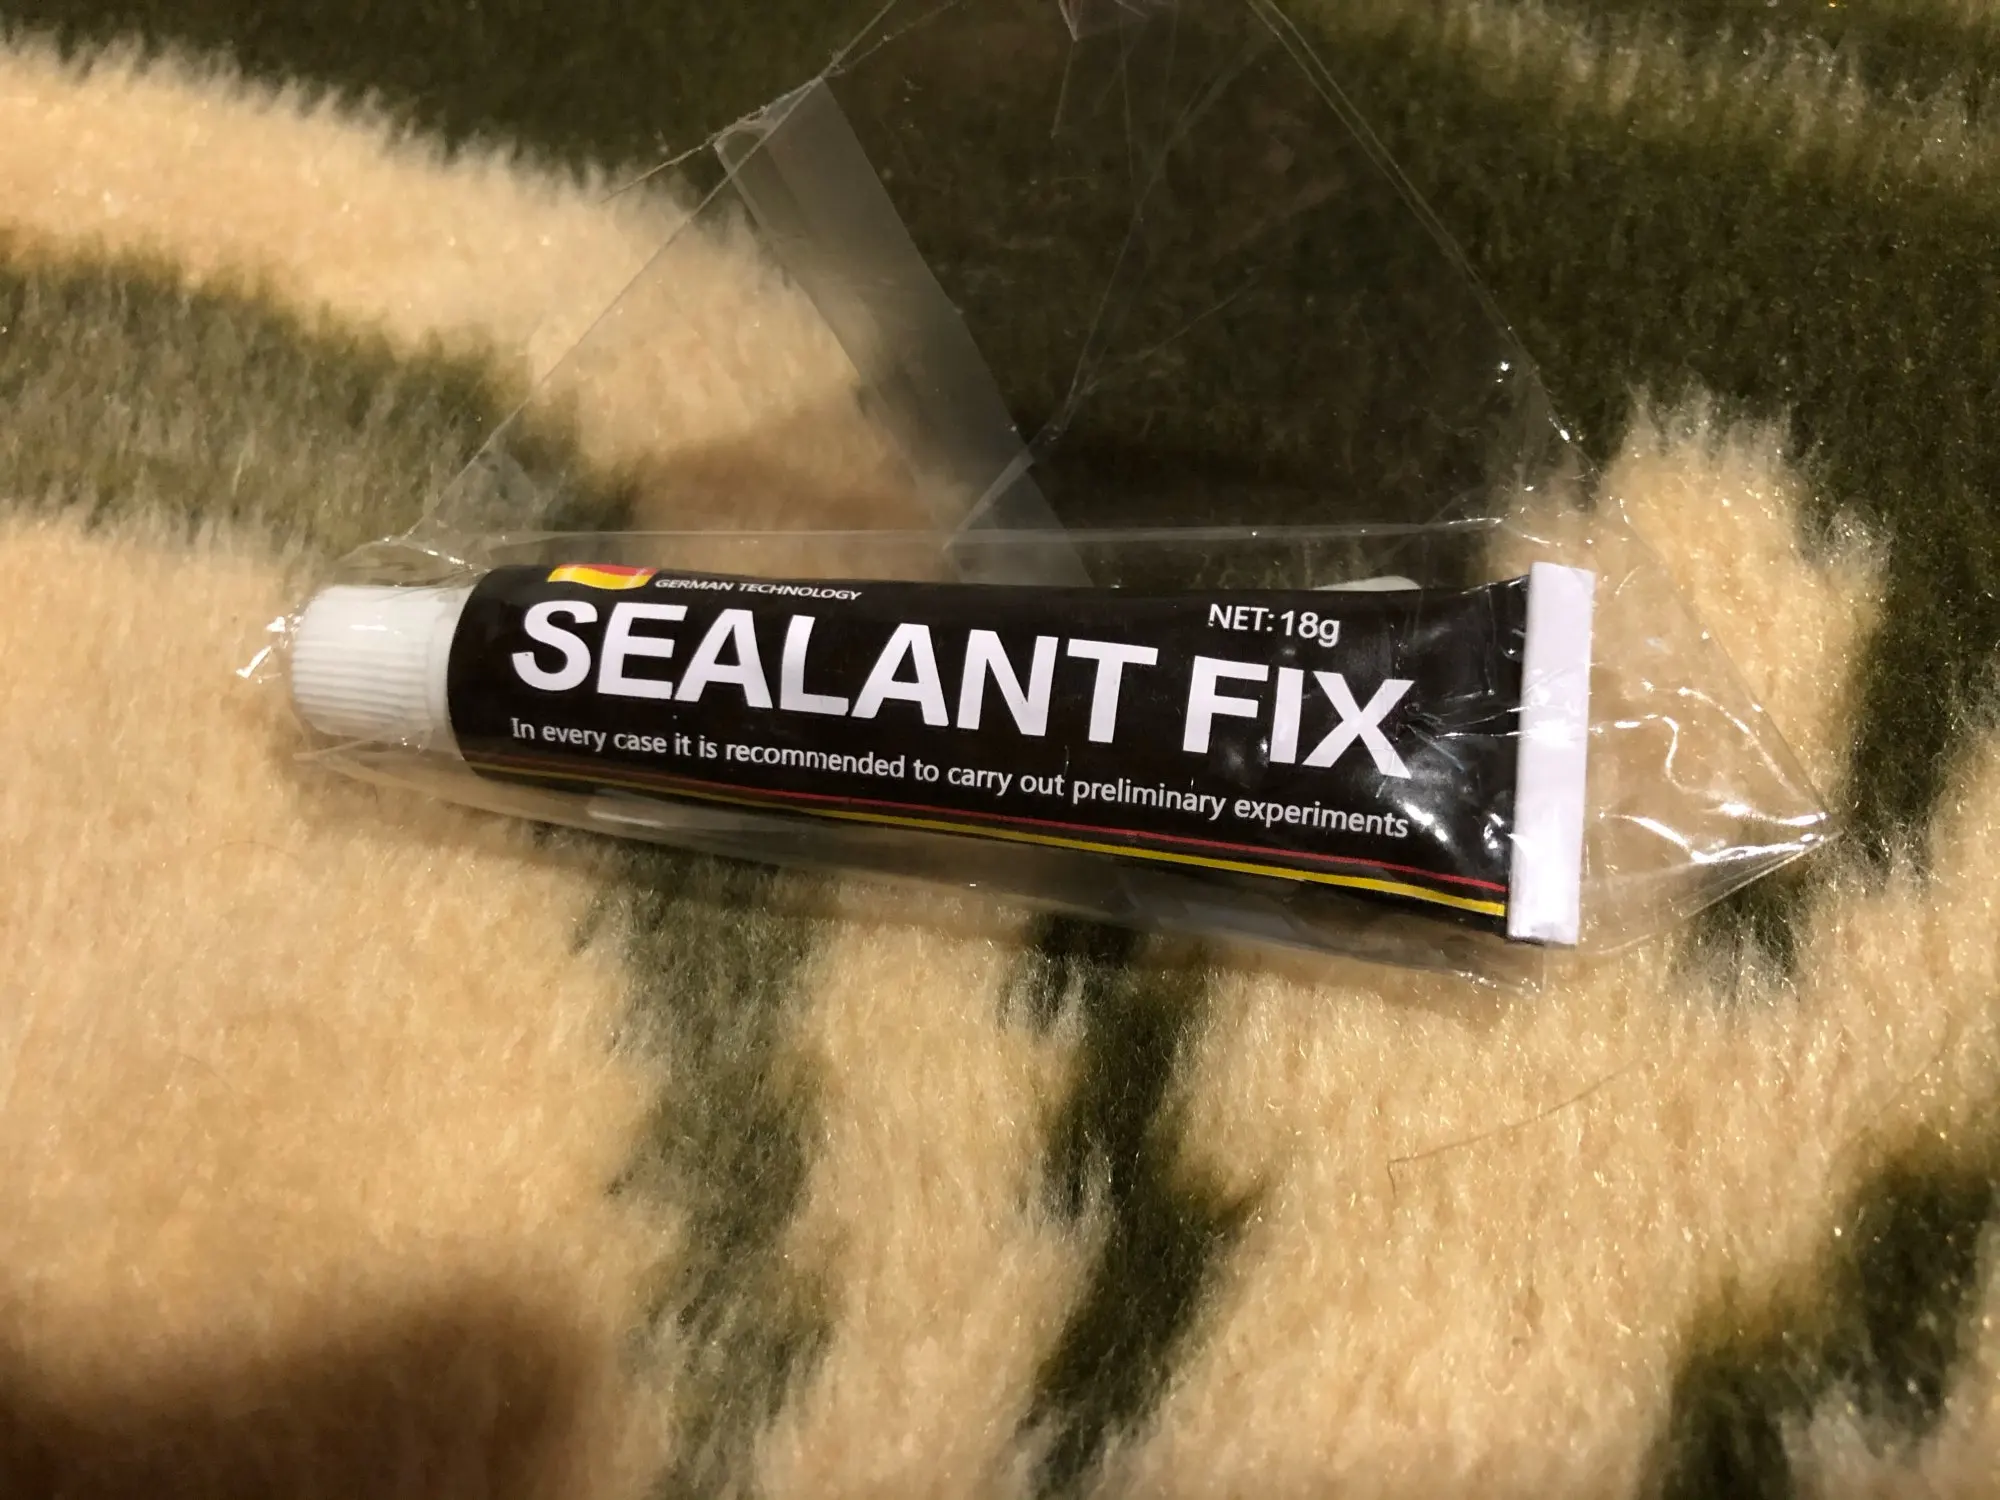 GERMAN TECHNOLOGY
NET: 18g
SEALANT FIX
In every case it is recommended to carry out preliminary experiments